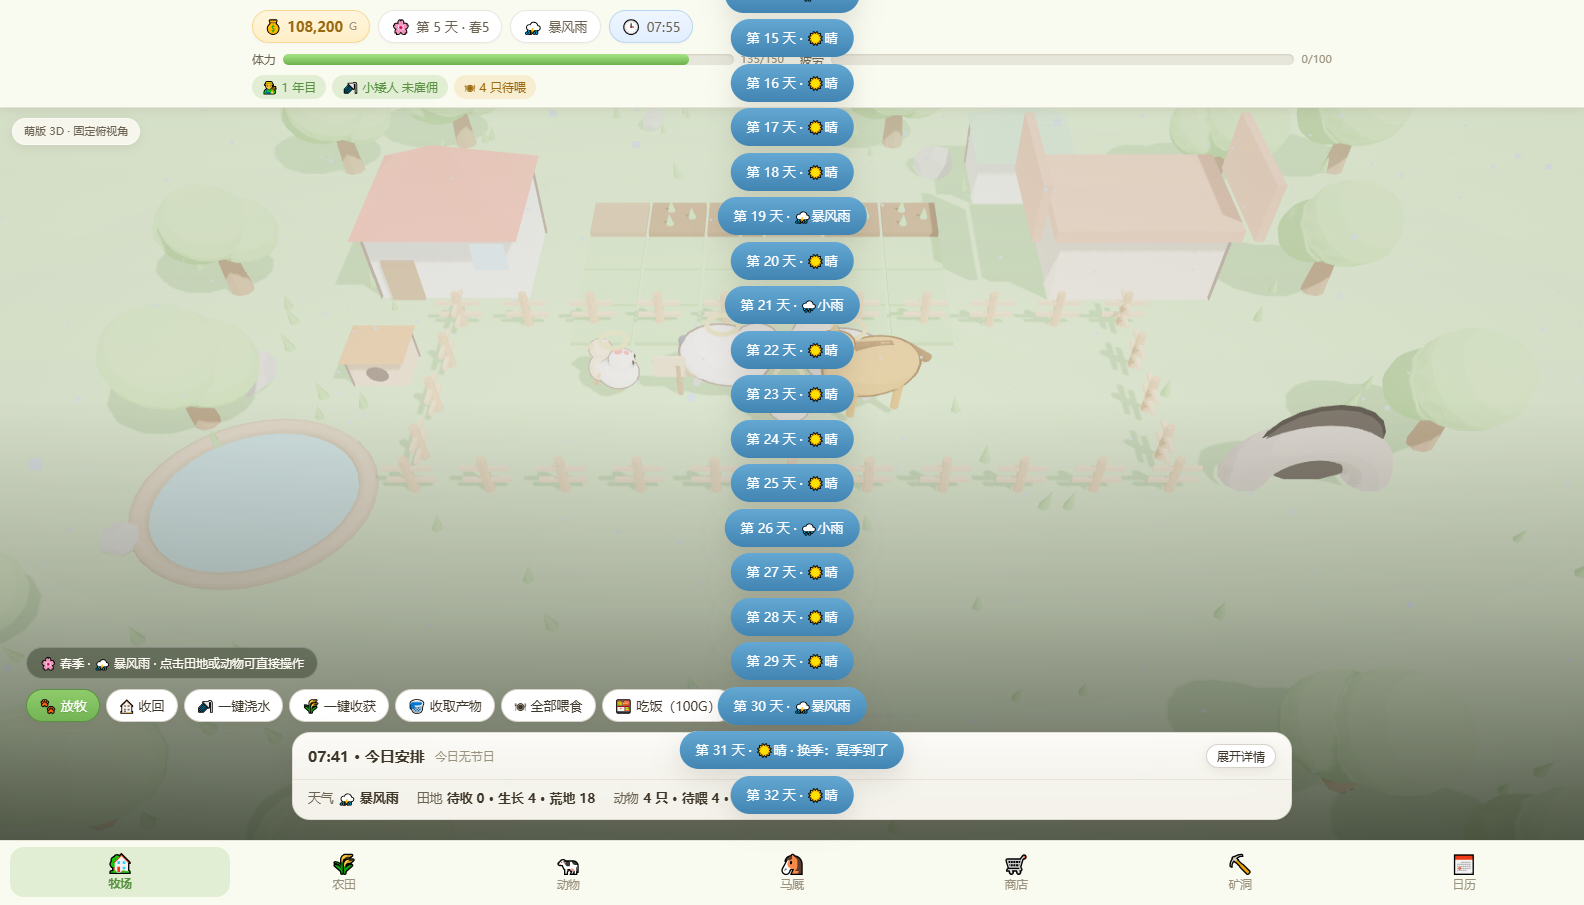 108,200 G
第 5 天 · 春5
暴风雨
07:55
体力
135/150
疲劳
0/100
1 年目
小矮人 未雇佣
4 只待喂
萌版 3D · 固定俯视角
第 15 天 · 晴
第 16 天 · 晴
第 17 天 · 晴
第 18 天 · 晴
第 19 天 · 暴风雨
第 20 天 · 晴
第 21 天 · 小雨
第 22 天 · 晴
第 23 天 · 晴
第 24 天 · 晴
第 25 天 · 晴
第 26 天 · 小雨
第 27 天 · 晴
第 28 天 · 晴
第 29 天 · 晴
第 30 天 · 暴风雨
第 31 天 · 晴 · 换季：夏季到了
第 32 天 · 晴
春季 · 暴风雨 · 点击田地或动物可直接操作
放牧
收回
一键浇水
一键收获
收取产物
全部喂食
吃饭（100G）
07:41 • 今日安排 今日无节日
展开详情
天气 暴风雨 田地 待收 0 • 生长 4 • 荒地 18 动物 4 只 • 待喂 4 •
牧场
农田
动物
马厩
商店
矿洞
日历